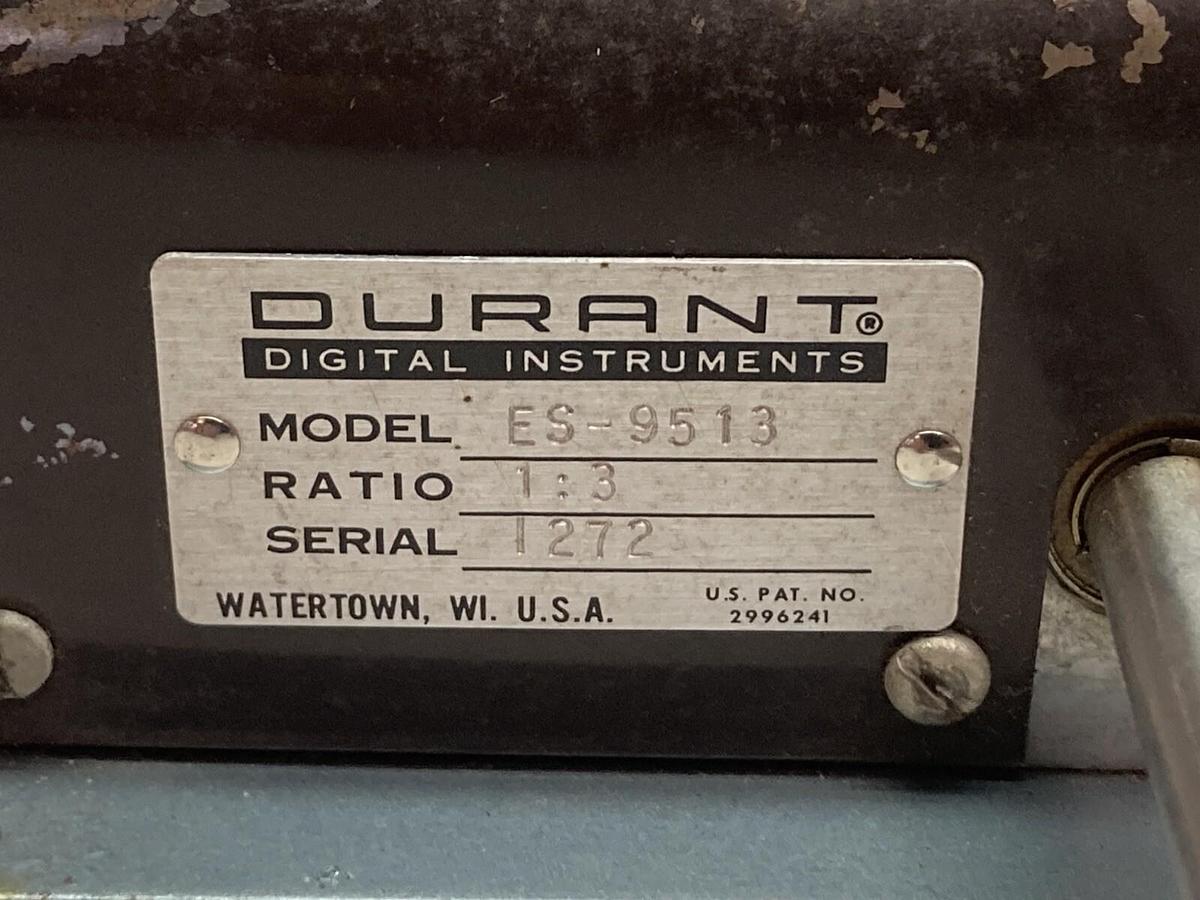 DURANT®
DIGITAL INSTRUMENTS
MODEL ES-9513
RATIO 1:3
SERIAL 1272
WATERTOWN, WI. U.S.A.
U.S. PAT. NO.
2996241